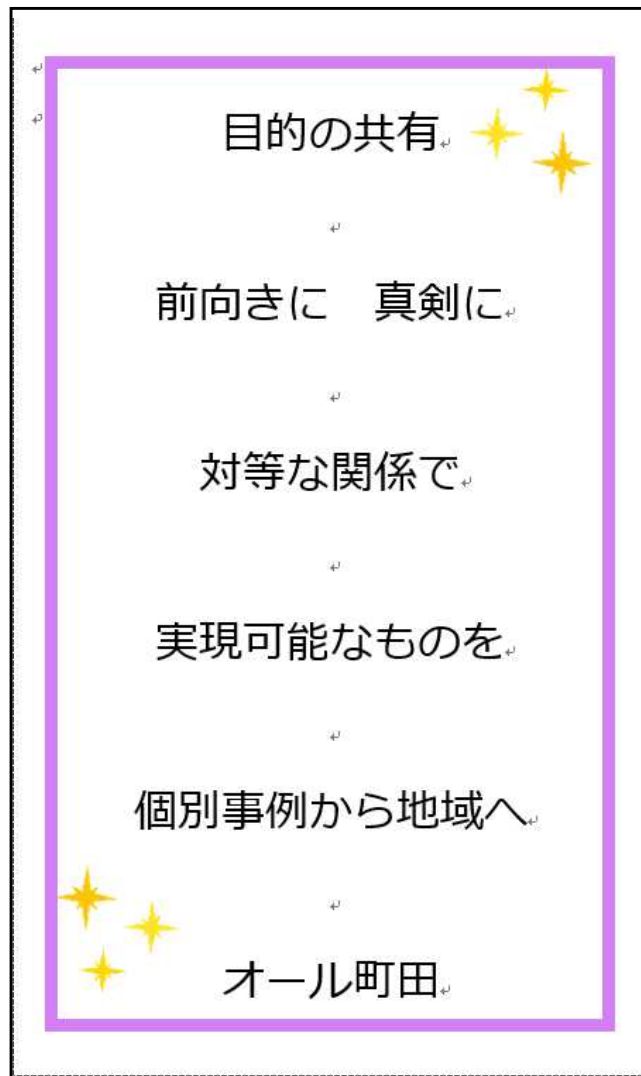 目的の共有
前向きに　真剣に
対等な関係で
実現可能なものを
個別事例から地域へ
オール町田